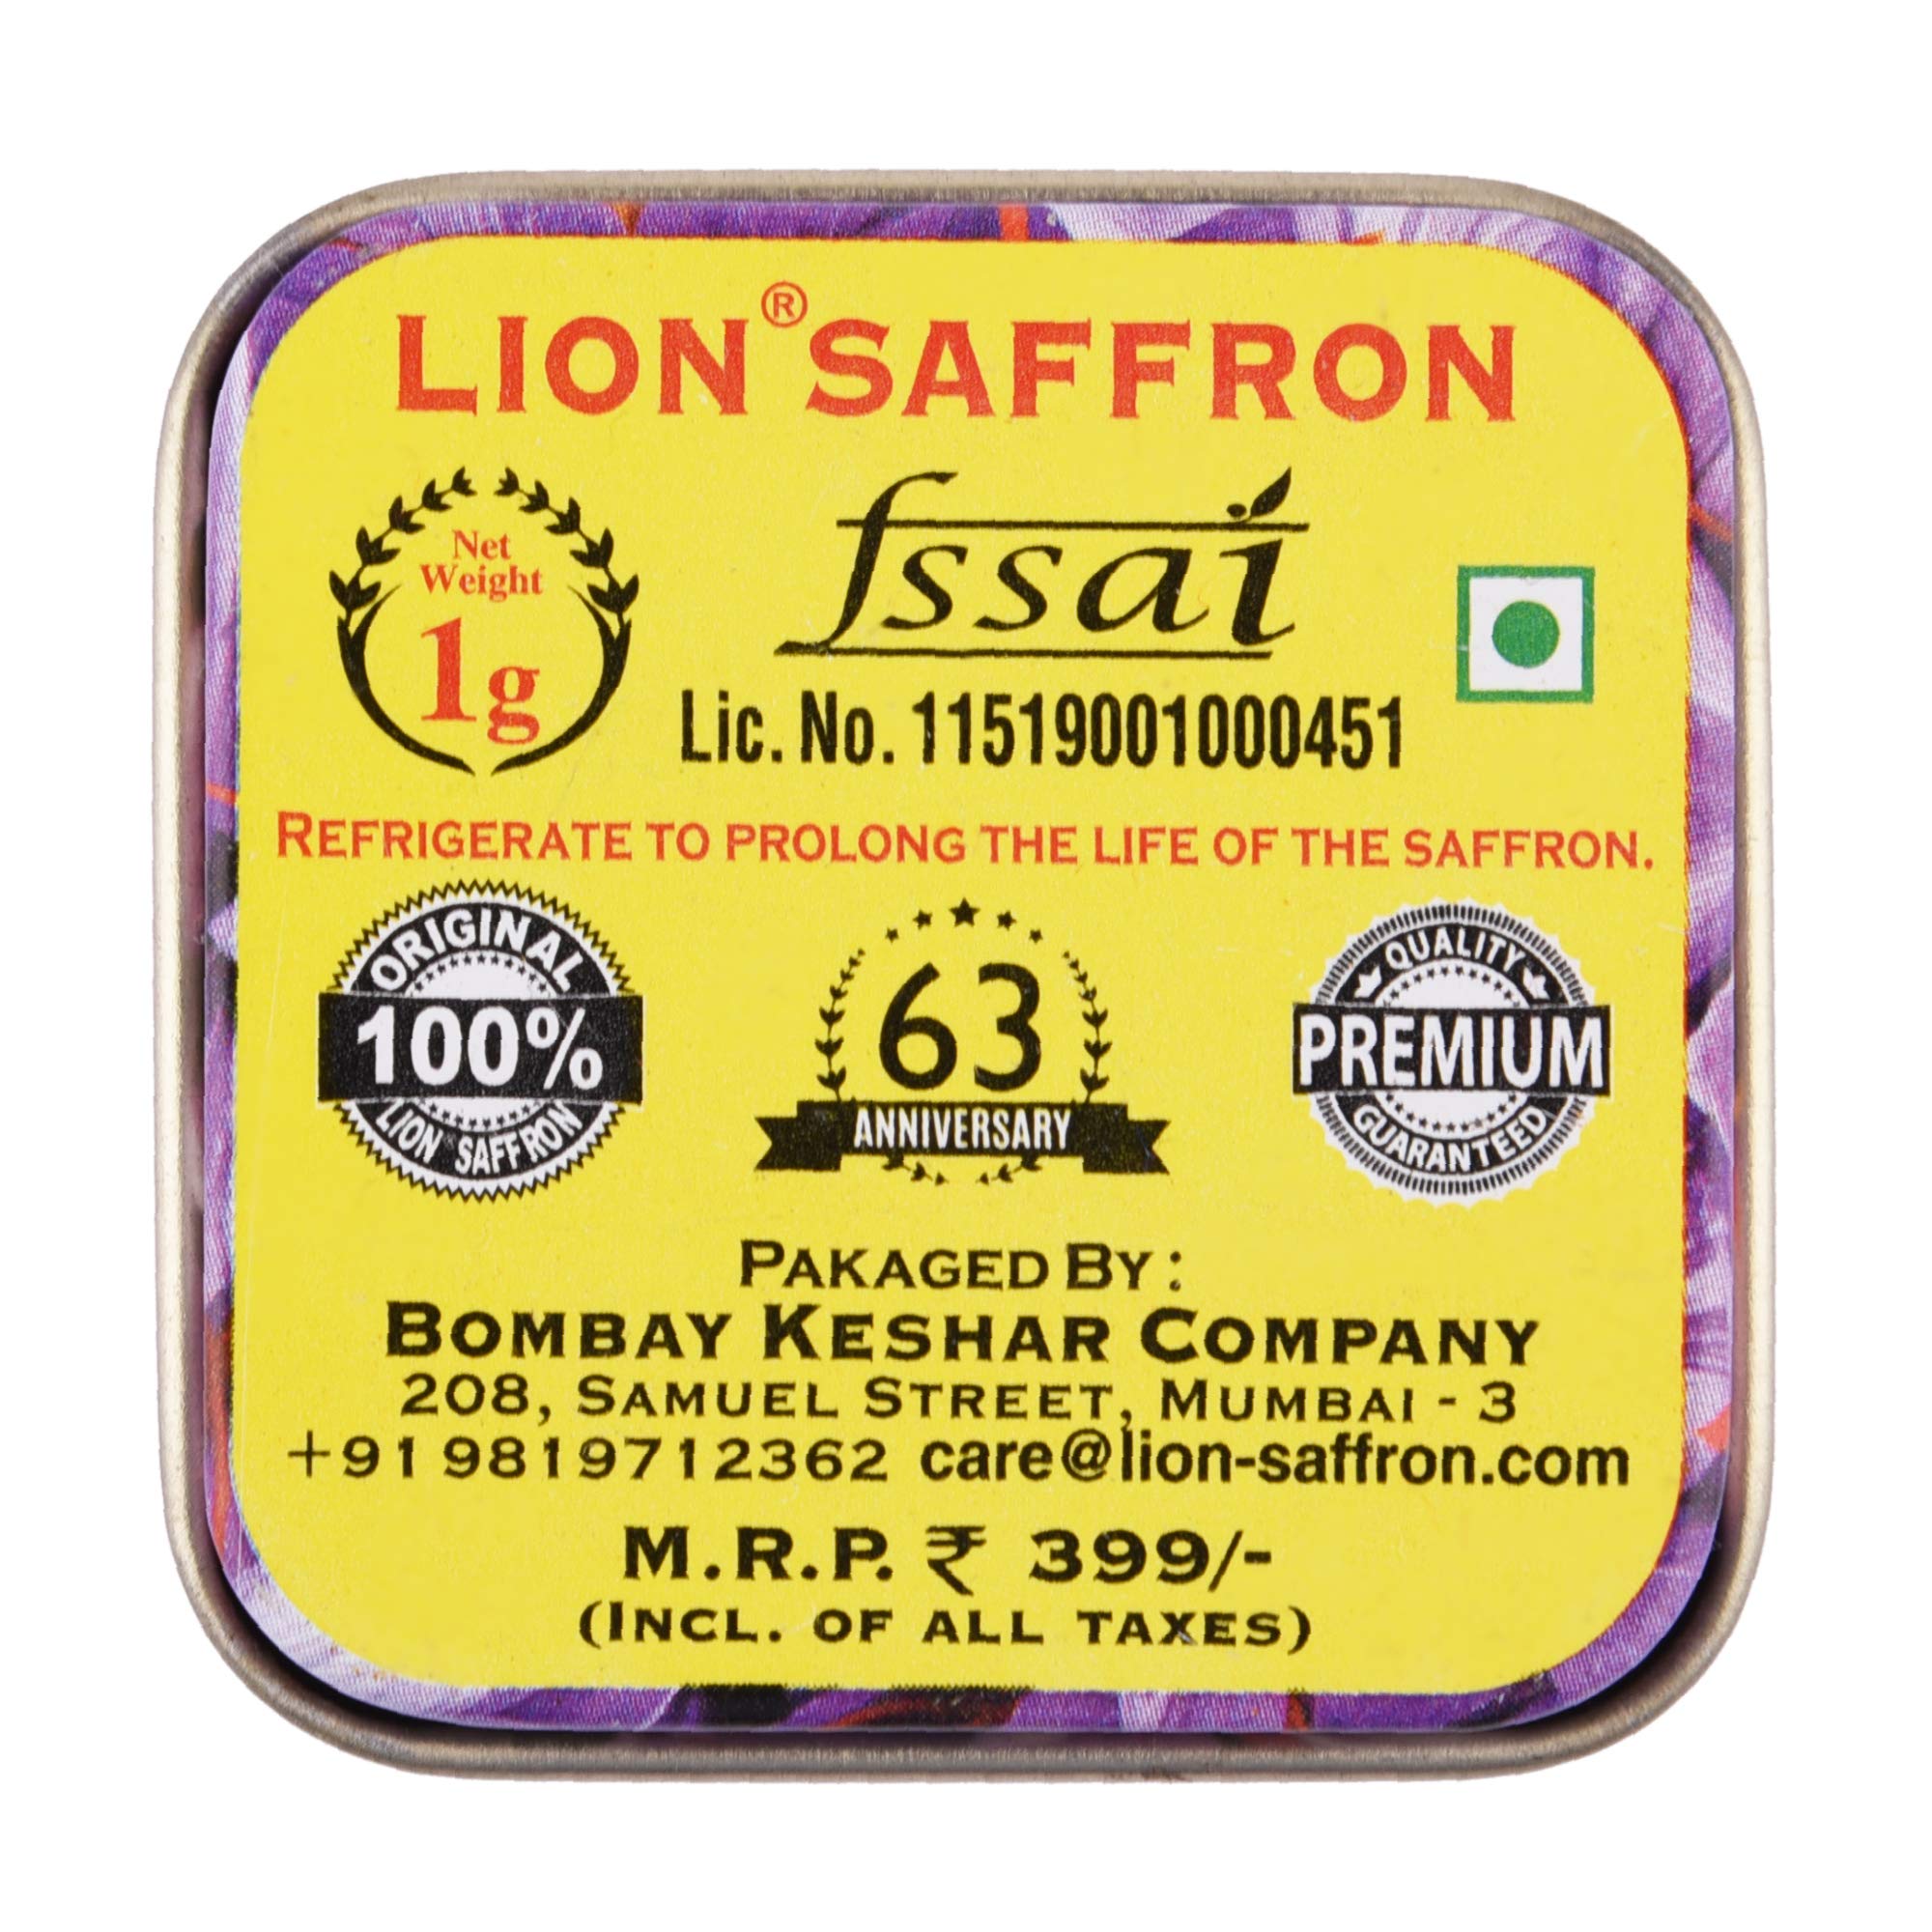 LION® SAFFRON
Net
Weight
1g
fssai
Lic. No. 11519001000451
REFRIGERATE TO PROLONG THE LIFE OF THE SAFFRON.
ORIGINAL
100%
LION SAFFRON
63
ANNIVERSARY
QUALITY
PREMIUM
GUARANTEED
PAKAGED BY :
BOMBAY KESHAR COMPANY
208, SAMUEL STREET, MUMBAI - 3
+91 9819712362 care@lion-saffron.com
M.R.P. ₹ 399/-
(INCL. OF ALL TAXES)